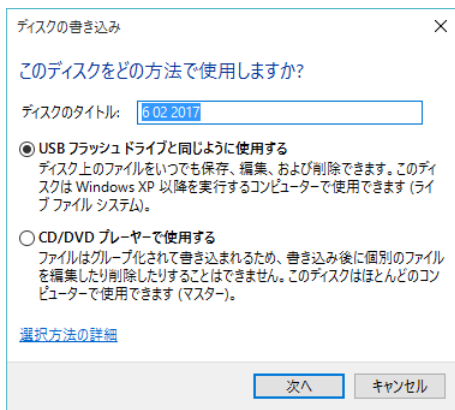 ディスクの書き込み
このディスクをどの方法で使用しますか?
ディスクのタイトル: 6 02 2017
USB フラッシュ ドライブと同じように使用する
ディスク上のファイルをいつでも保存、編集、および削除できます。このディ
スクは Windows XP 以降を実行するコンピューターで使用できます (ライ
ブ ファイル システム)。
CD/DVD プレーヤーで使用する
ファイルはグループ化されて書き込まれるため、書き込み後に個別のファイル
を編集したり削除したりすることはできません。このディスクはほとんどのコン
ピューターで使用できます (マスター)。
選択方法の詳細
次へ キャンセル